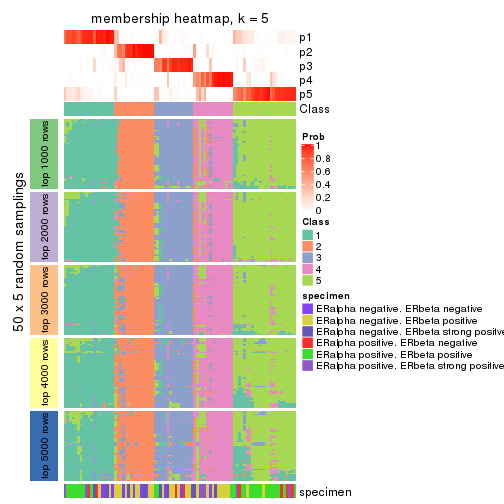 membership heatmap, k = 5
p1
p2
p3
p4
p5
Class
50 x 5 random samplings
top 1000 rows
top 2000 rows
top 3000 rows
top 4000 rows
top 5000 rows
Prob
1
0.8
0.6
0.4
0.2
0
Class
1
2
3
4
5
specimen
ERalpha negative. ERbeta negative
ERalpha negative. ERbeta positive
ERalpha negative. ERbeta strong positive
ERalpha positive. ERbeta negative
ERalpha positive. ERbeta positive
ERalpha positive. ERbeta strong positive
specimen